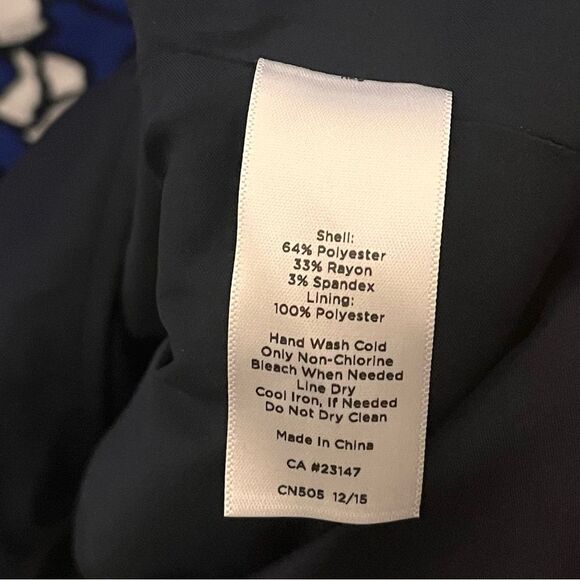 Shell:
64% Polyester
33% Rayon
3% Spandex
Lining:
100% Polyester
Hand Wash Cold
Only Non-Chlorine
Bleach When Needed
Line Dry
Cool Iron, If Needed
Do Not Dry Clean
Made In China
CA #23147
CN505 12/15